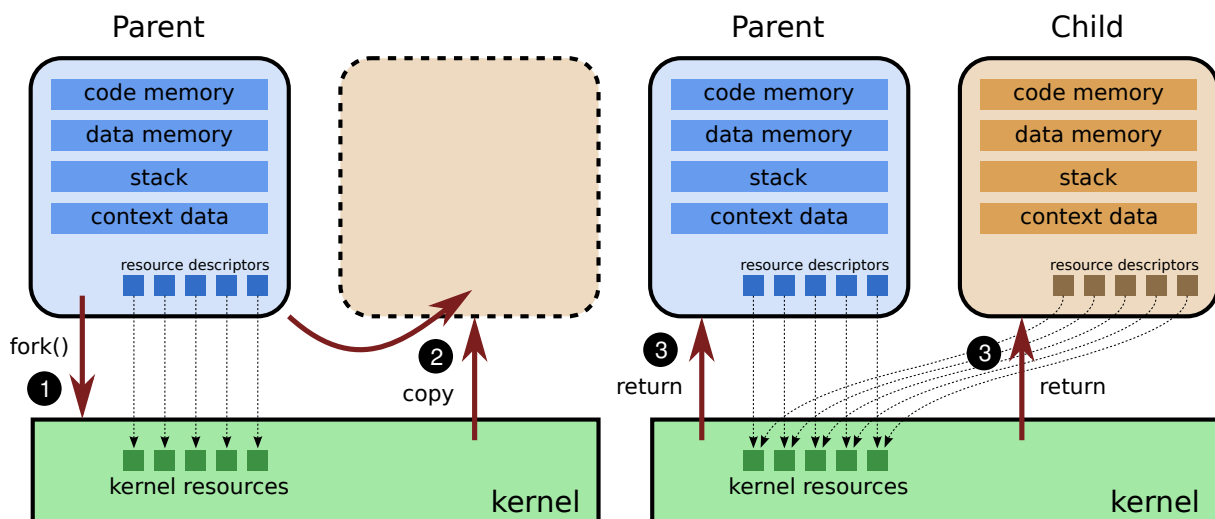 Parent
code memory
data memory
stack
context data
resource descriptors
fork()
1
2
copy
kernel resources
kernel
Parent
Child
code memory
data memory
stack
context data
resource descriptors
code memory
data memory
stack
context data
resource descriptors
3
return
3
return
kernel resources
kernel